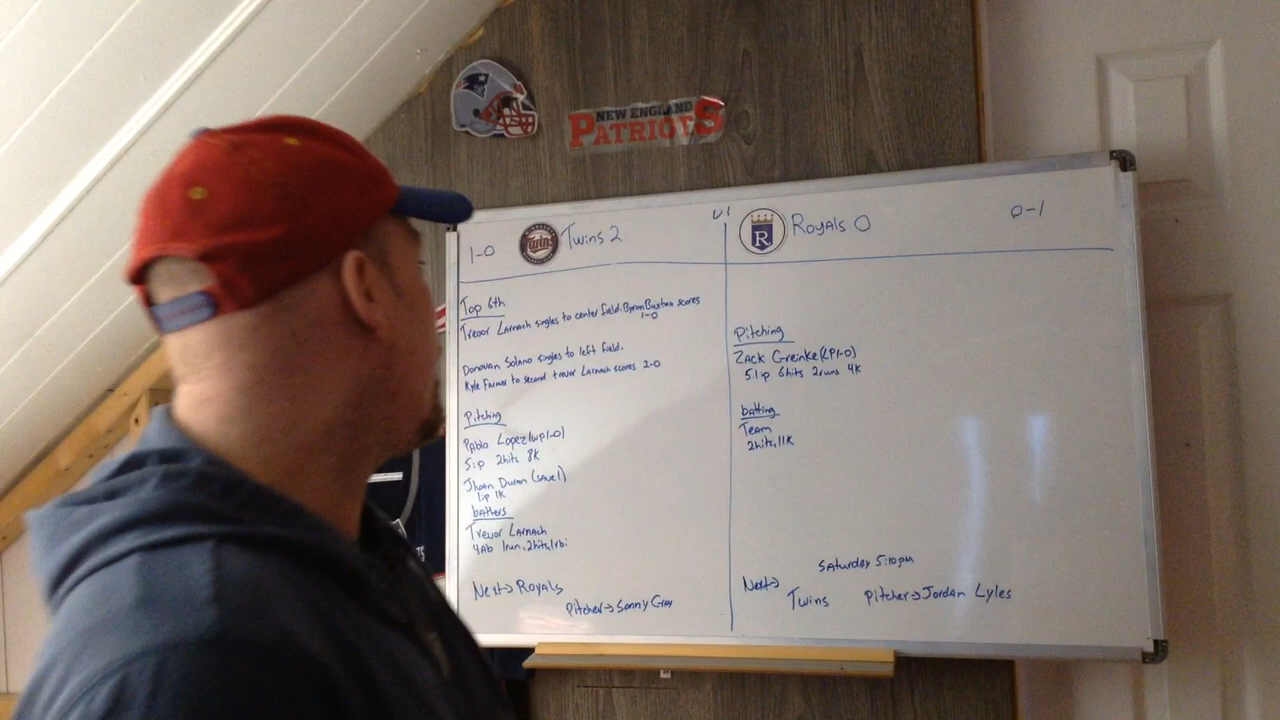 NEW ENGLAND
PATRIOTS
1-0
Twins
Twins 2
R
Royals 0
0-1
Top 6th
Trevor Larnach singles to center field. Byron Buxton scores
1-0
Donovan Solano singles to left field.
Kyle Farmer to second trevor Larnach scores 2-0
Pitching
Pablo Lopez (WP1-0)
5ip 2hits 8K
Jhoan Duran (save1)
1ip 1K
batters
Trevor Larnach
4Ab 1run, 2hits, 1rbi
Next→ Royals
Pitcher→ Sonny Gray
Pitching
Zack Greinke (LP1-0)
5.1ip 6hits 2runs 4K
batting
Team
2hits, 11K
Saturday 5:10pm
Next→
Twins Pitcher→ Jordan Lyles